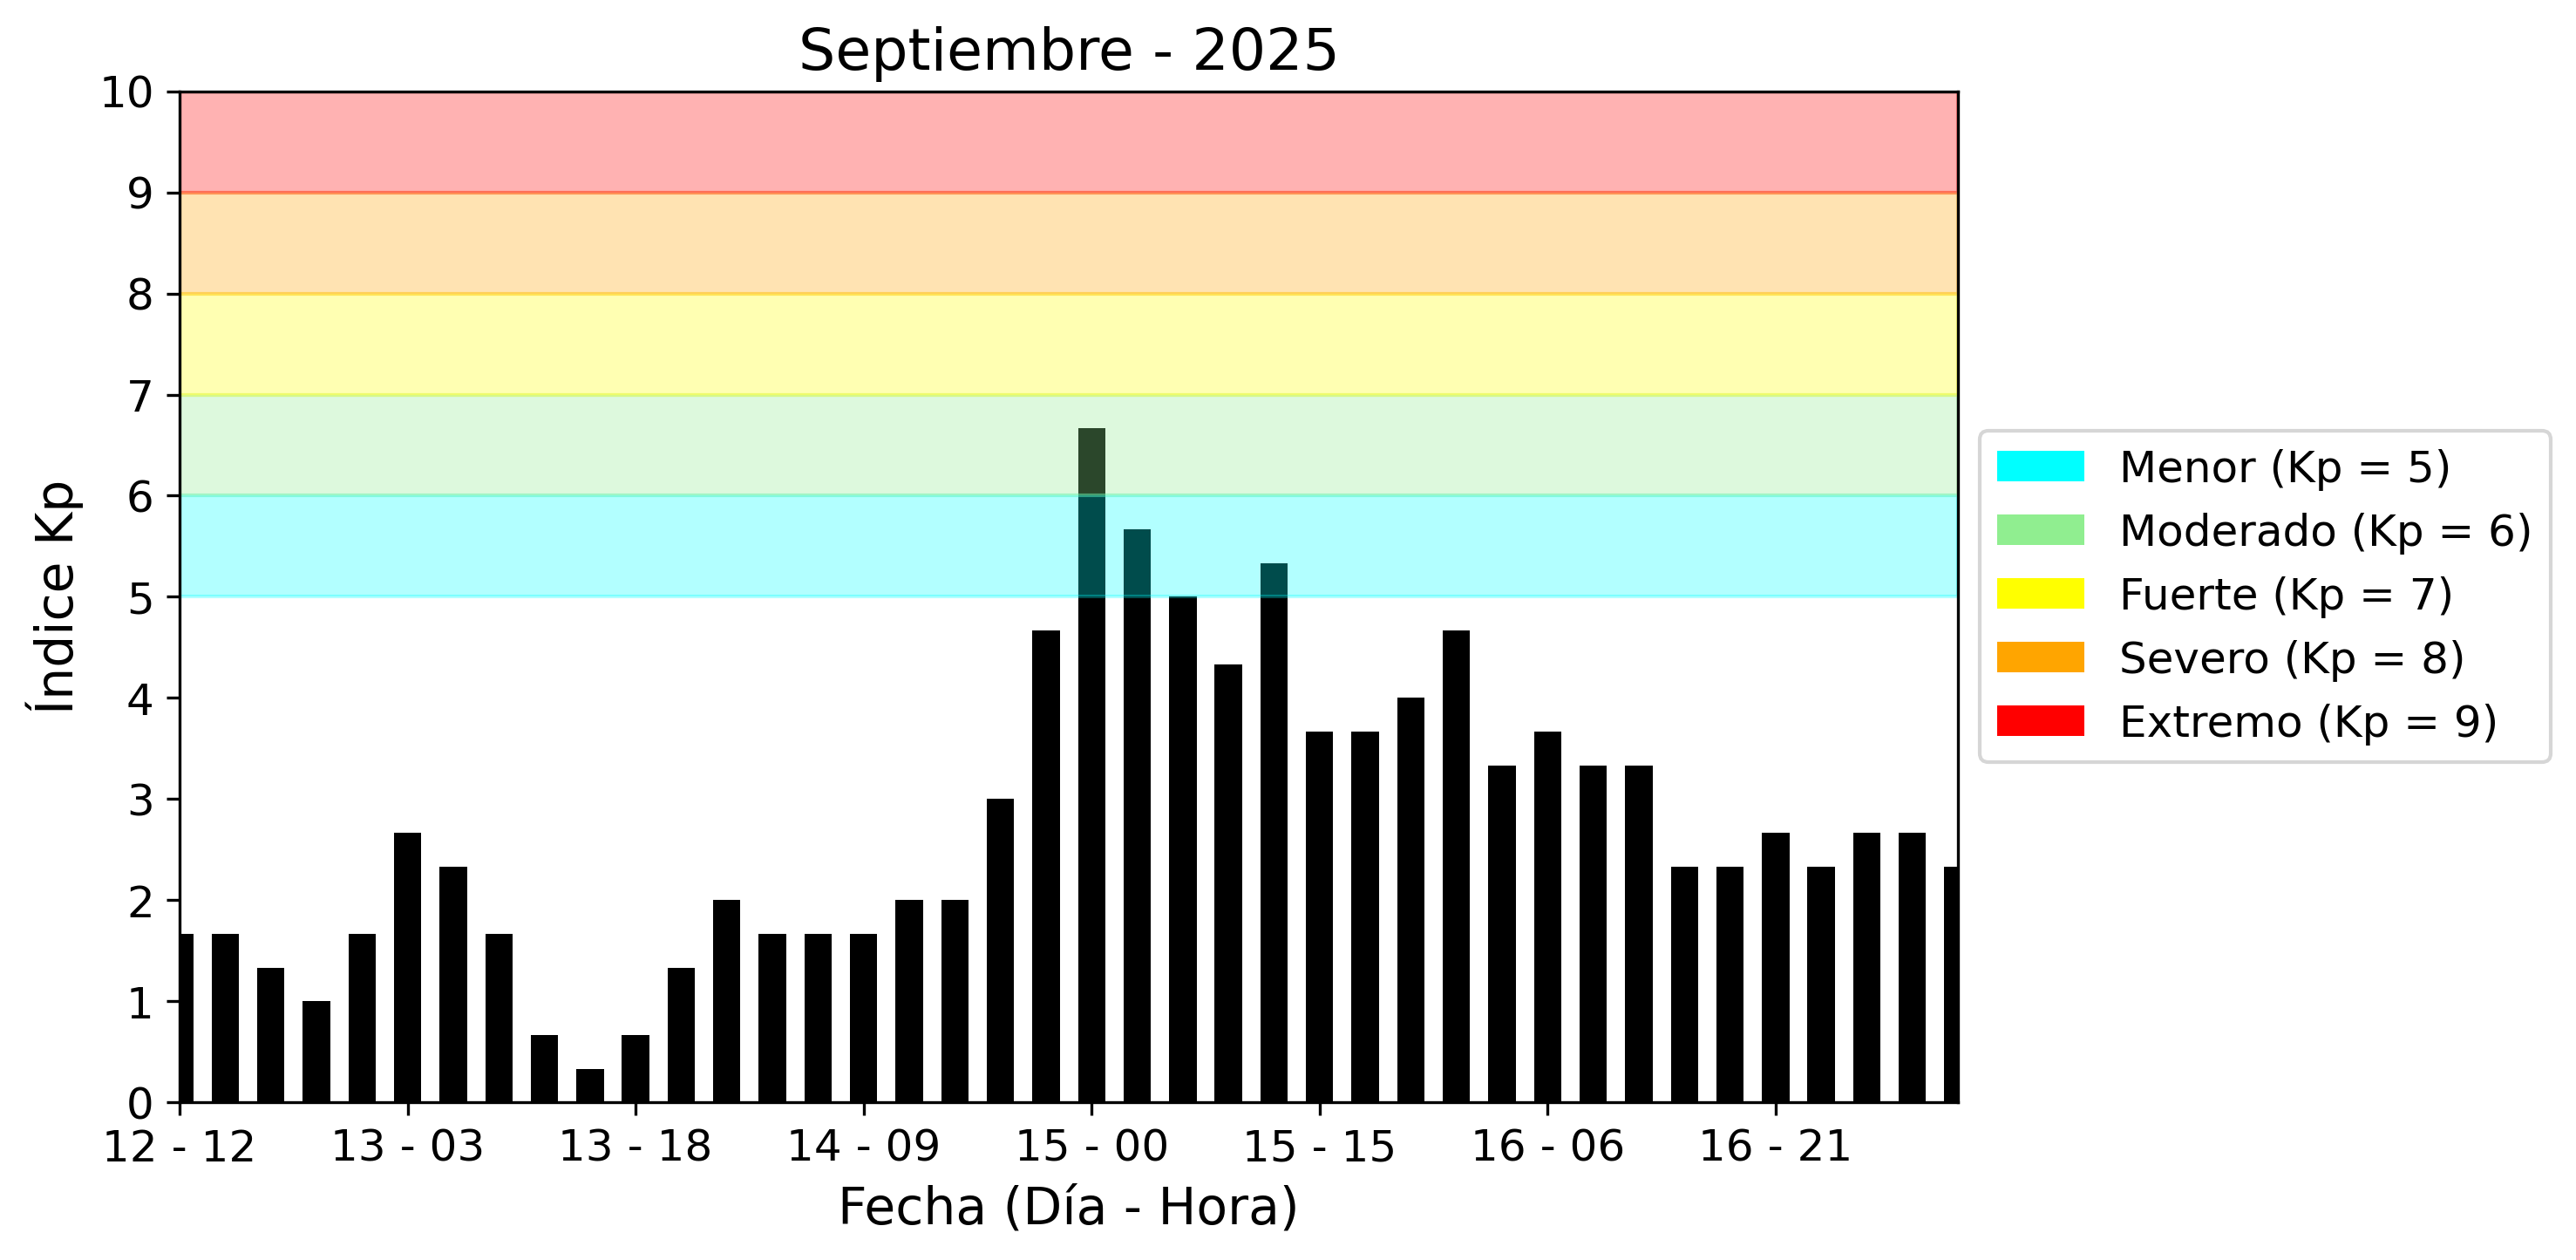 Septiembre - 2025
10
9
8
7
6
5
4
3
2
1
0
Índice Kp
12 - 12
13 - 03
13 - 18
14 - 09
15 - 00
15 - 15
16 - 06
16 - 21
Fecha (Día - Hora)
Menor (Kp = 5)
Moderado (Kp = 6)
Fuerte (Kp = 7)
Severo (Kp = 8)
Extremo (Kp = 9)